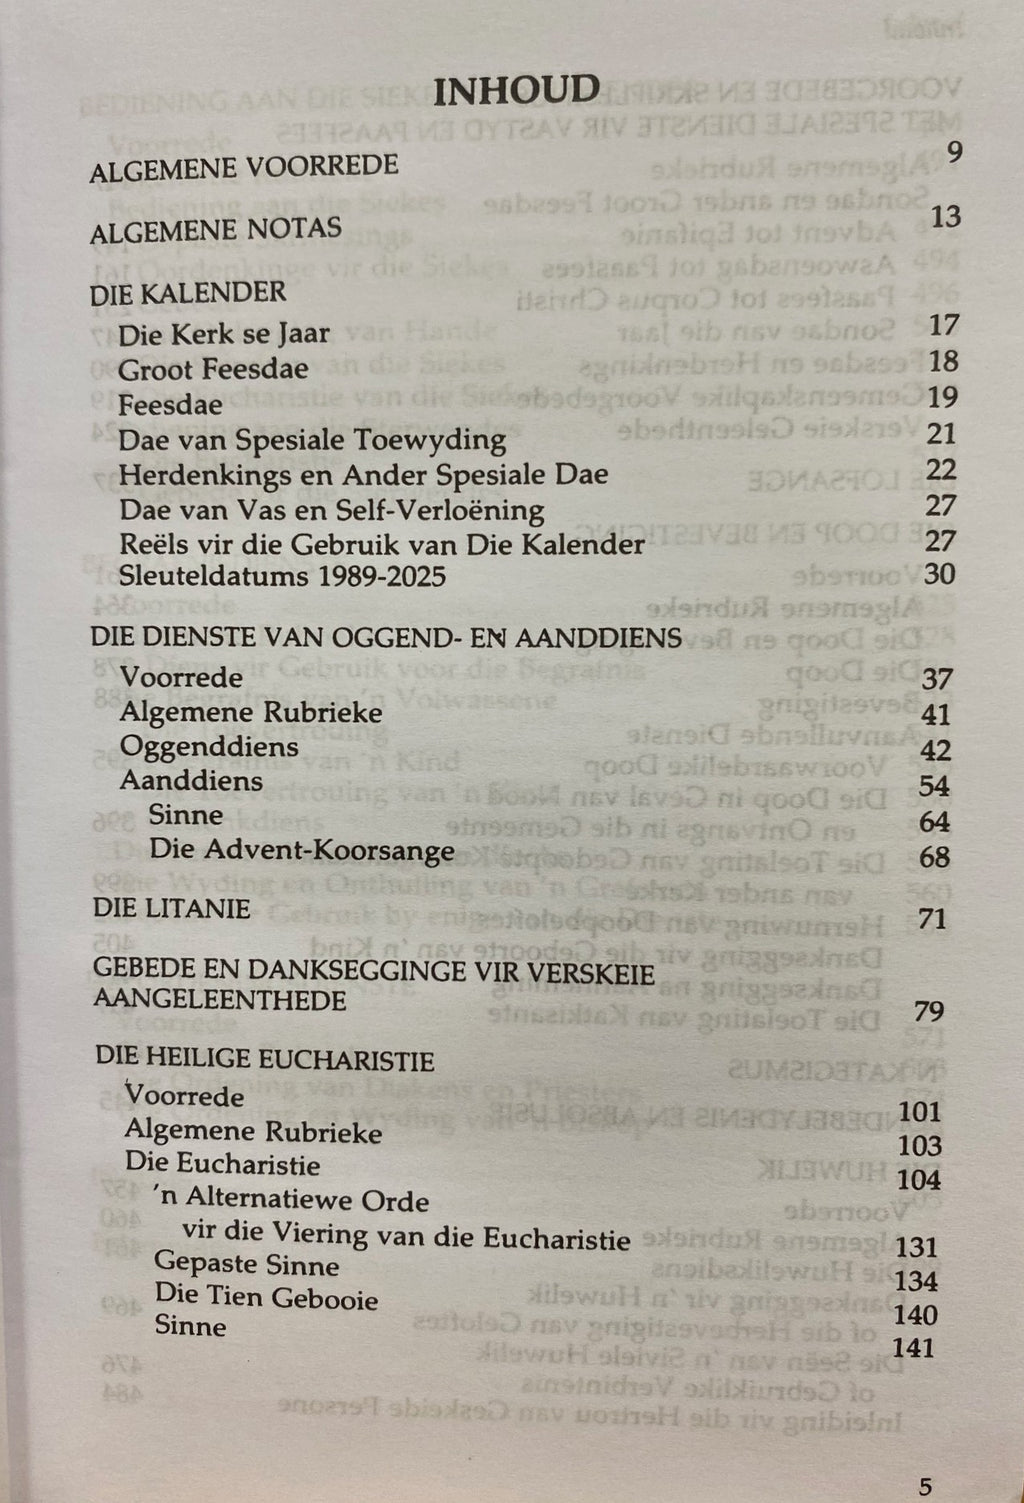 INHOUD
ALGEMENE VOORREDE 9
ALGEMENE NOTAS 13
DIE KALENDER
Die Kerk se Jaar 17
Groot Feesdae 18
Feesdae 19
Dae van Spesiale Toewyding 21
Herdenkings en Ander Spesiale Dae 22
Dae van Vas en Self-Verloëning 27
Reëls vir die Gebruik van Die Kalender 27
Sleuteldatums 1989-2025 30
DIE DIENSTE VAN OGGEND- EN AANDDIENS
Voorrede 37
Algemene Rubrieke 41
Oggenddiens 42
Aanddiens 54
Sinne 64
Die Advent-Koorsange 68
DIE LITANIE 71
GEBEDE EN DANKSEGGINGE VIR VERSKEIE
AANGELEENTHEDE 79
DIE HEILIGE EUCHARISTIE
Voorrede 101
Algemene Rubrieke 103
Die Eucharistie 104
'n Alternatiewe Orde
vir die Viering van die Eucharistie 131
Gepaste Sinne 134
Die Tien Gebooie 140
Sinne 141
5